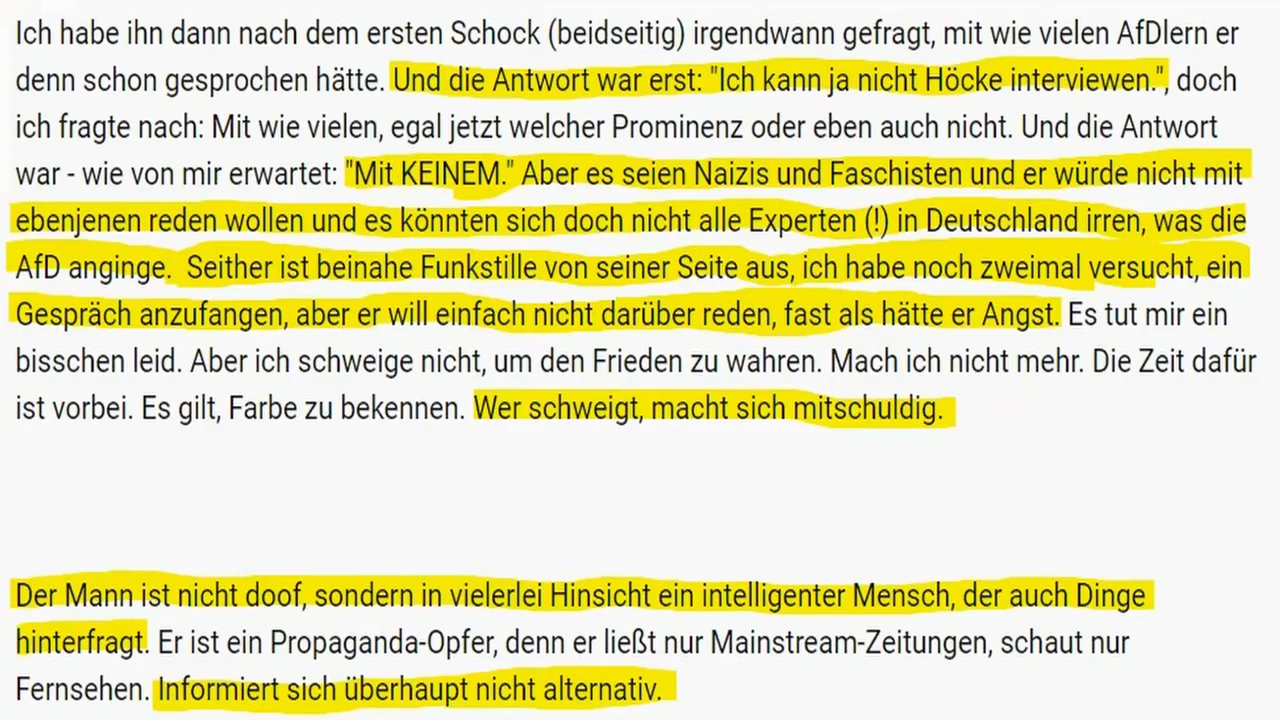 Ich habe ihn dann nach dem ersten Schock (beidseitig) irgendwann gefragt, mit wie vielen AfDlern er
denn schon gesprochen hätte. Und die Antwort war erst: "Ich kann ja nicht Höcke interviewen.", doch
ich fragte nach: Mit wie vielen, egal jetzt welcher Prominenz oder eben auch nicht. Und die Antwort
war - wie von mir erwartet: "Mit KEINEM." Aber es seien Naizis und Faschisten und er würde nicht mit
ebenjenen reden wollen und es könnten sich doch nicht alle Experten (!) in Deutschland irren, was die
AfD anginge.  Seither ist beinahe Funkstille von seiner Seite aus, ich habe noch zweimal versucht, ein
Gespräch anzufangen, aber er will einfach nicht darüber reden, fast als hätte er Angst. Es tut mir ein
bisschen leid. Aber ich schweige nicht, um den Frieden zu wahren. Mach ich nicht mehr. Die Zeit dafür
ist vorbei. Es gilt, Farbe zu bekennen. Wer schweigt, macht sich mitschuldig.
Der Mann ist nicht doof, sondern in vielerlei Hinsicht ein intelligenter Mensch, der auch Dinge
hinterfragt. Er ist ein Propaganda-Opfer, denn er ließt nur Mainstream-Zeitungen, schaut nur
Fernsehen. Informiert sich überhaupt nicht alternativ.